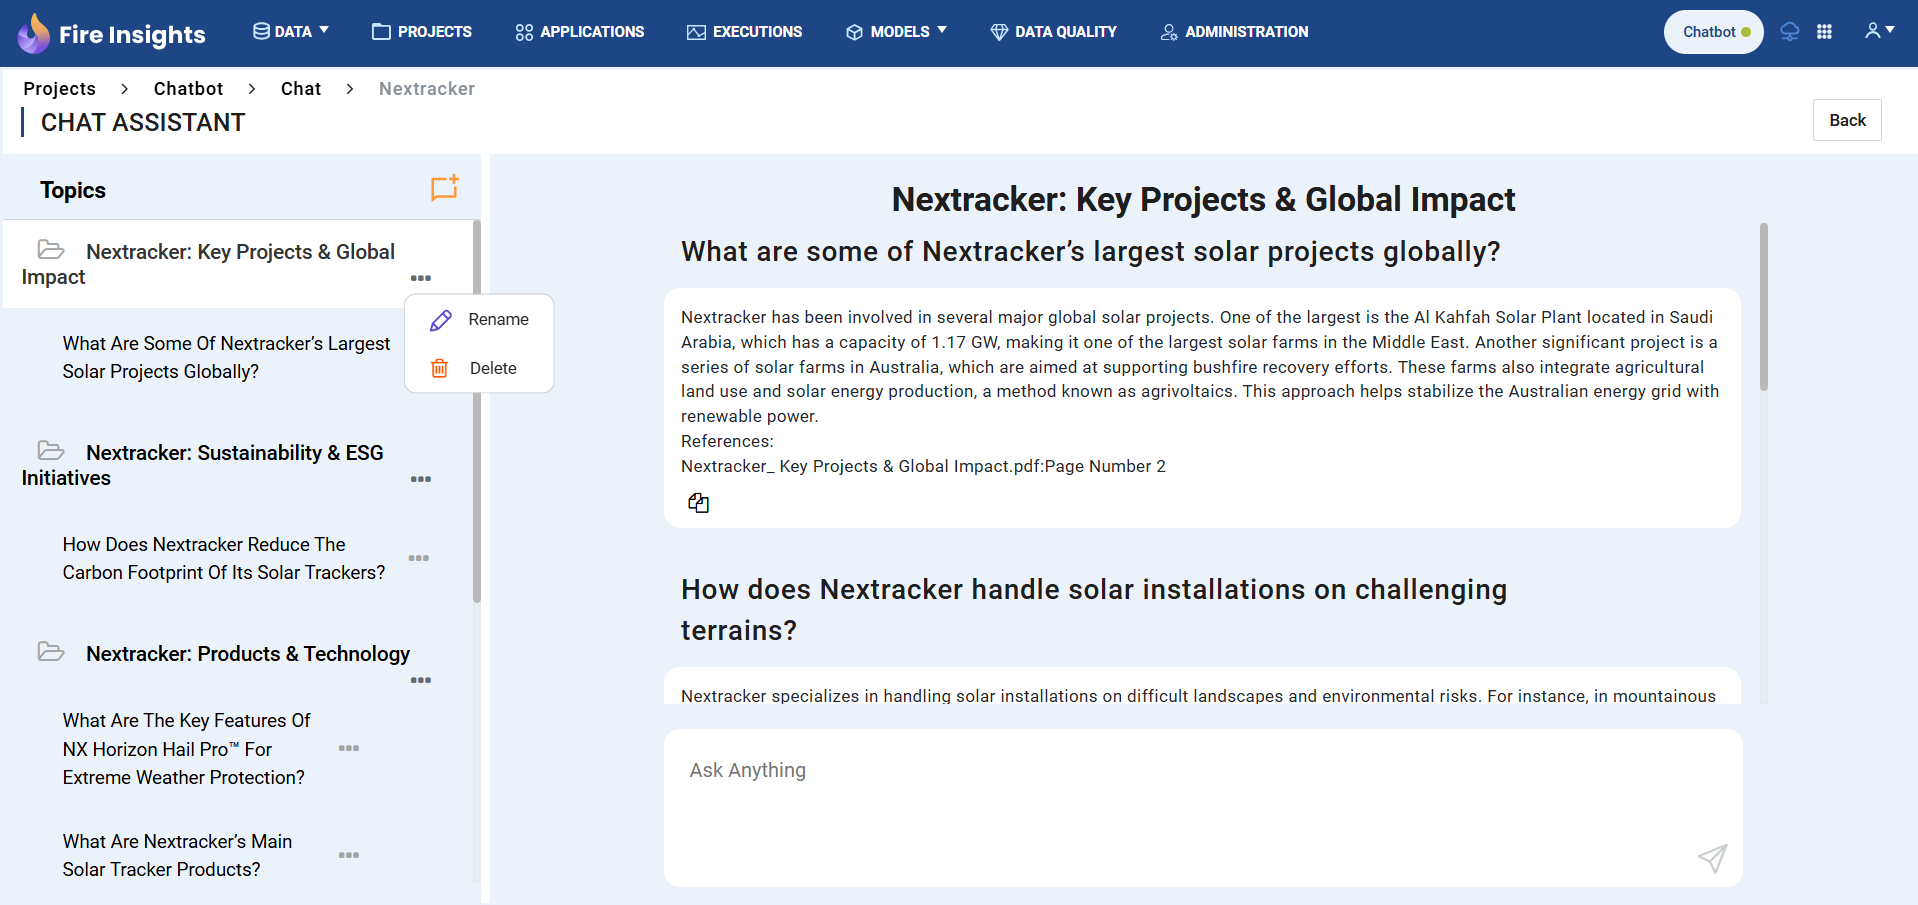 Fire Insights
DATA
PROJECTS
APPLICATIONS
EXECUTIONS
MODELS
DATA QUALITY
ADMINISTRATION
Chatbot
Projects > Chatbot > Chat > Nextracker
CHAT ASSISTANT
Back
Topics
Nextracker: Key Projects & Global
Impact
Rename
Delete
What Are Some Of Nextracker’s Largest
Solar Projects Globally?
Nextracker: Sustainability & ESG
Initiatives
How Does Nextracker Reduce The
Carbon Footprint Of Its Solar Trackers?
Nextracker: Products & Technology
What Are The Key Features Of
NX Horizon Hail Pro™ For
Extreme Weather Protection?
What Are Nextracker’s Main
Solar Tracker Products?
Nextracker: Key Projects & Global Impact
What are some of Nextracker’s largest solar projects globally?
Nextracker has been involved in several major global solar projects. One of the largest is the Al Kahfah Solar Plant located in Saudi
Arabia, which has a capacity of 1.17 GW, making it one of the largest solar farms in the Middle East. Another significant project is a
series of solar farms in Australia, which are aimed at supporting bushfire recovery efforts. These farms also integrate agricultural
land use and solar energy production, a method known as agrivoltaics. This approach helps stabilize the Australian energy grid with
renewable power.
References:
Nextracker_ Key Projects & Global Impact.pdf:Page Number 2
How does Nextracker handle solar installations on challenging
terrains?
Nextracker specializes in handling solar installations on difficult landscapes and environmental risks. For instance, in mountainous
Ask Anything